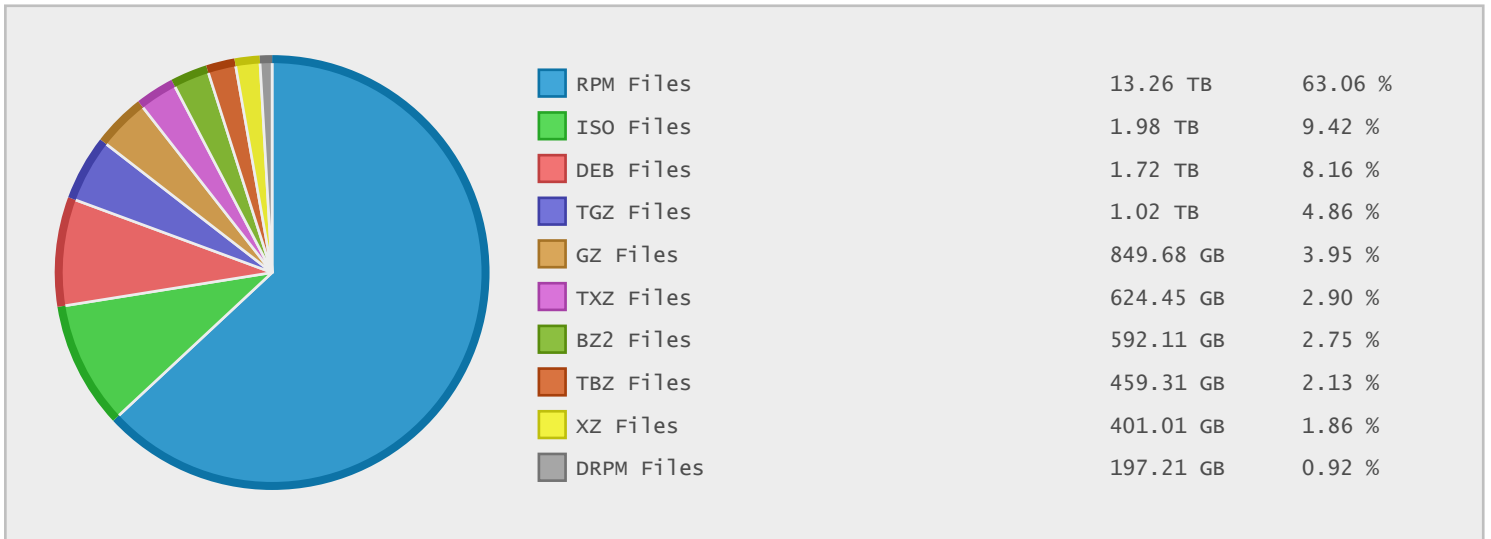 RPM Files 13.26 TB 63.06 %
ISO Files 1.98 TB 9.42 %
DEB Files 1.72 TB 8.16 %
TGZ Files 1.02 TB 4.86 %
GZ Files 849.68 GB 3.95 %
TXZ Files 624.45 GB 2.90 %
BZ2 Files 592.11 GB 2.75 %
TBZ Files 459.31 GB 2.13 %
XZ Files 401.01 GB 1.86 %
DRPM Files 197.21 GB 0.92 %